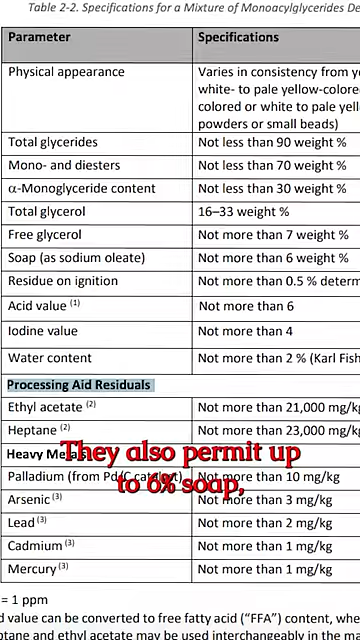 Table 2-2. Specifications for a Mixture of Monoacylglycerides De
Parameter Specifications
Physical appearance Varies in consistency from y
white- to pale yellow-colore
colored or white to pale yell
powders or small beads)
Total glycerides Not less than 90 weight %
Mono- and diesters Not less than 70 weight %
α-Monoglyceride content Not less than 30 weight %
Total glycerol 16–33 weight %
Free glycerol Not more than 7 weight %
Soap (as sodium oleate) Not more than 6 weight %
Residue on ignition Not more than 0.5 % determ
Acid value (1) Not more than 6
Iodine value Not more than 4
Water content Not more than 2 % (Karl Fish
Processing Aid Residuals
Ethyl acetate (2) Not more than 21,000 mg/kg
Heptane (2) Not more than 23,000 mg/kg
Heavy Metals
They also permit up
Palladium (from Pd/C catalyst) Not more than 10 mg/kg
to 6% soap,
Arsenic (3) Not more than 3 mg/kg
Lead (3) Not more than 2 mg/kg
Cadmium (3) Not more than 1 mg/kg
Mercury (3) Not more than 1 mg/kg
= 1 ppm
d value can be converted to free fatty acid ("FFA") content, whe
ptane and ethyl acetate may be used interchangeably in the m